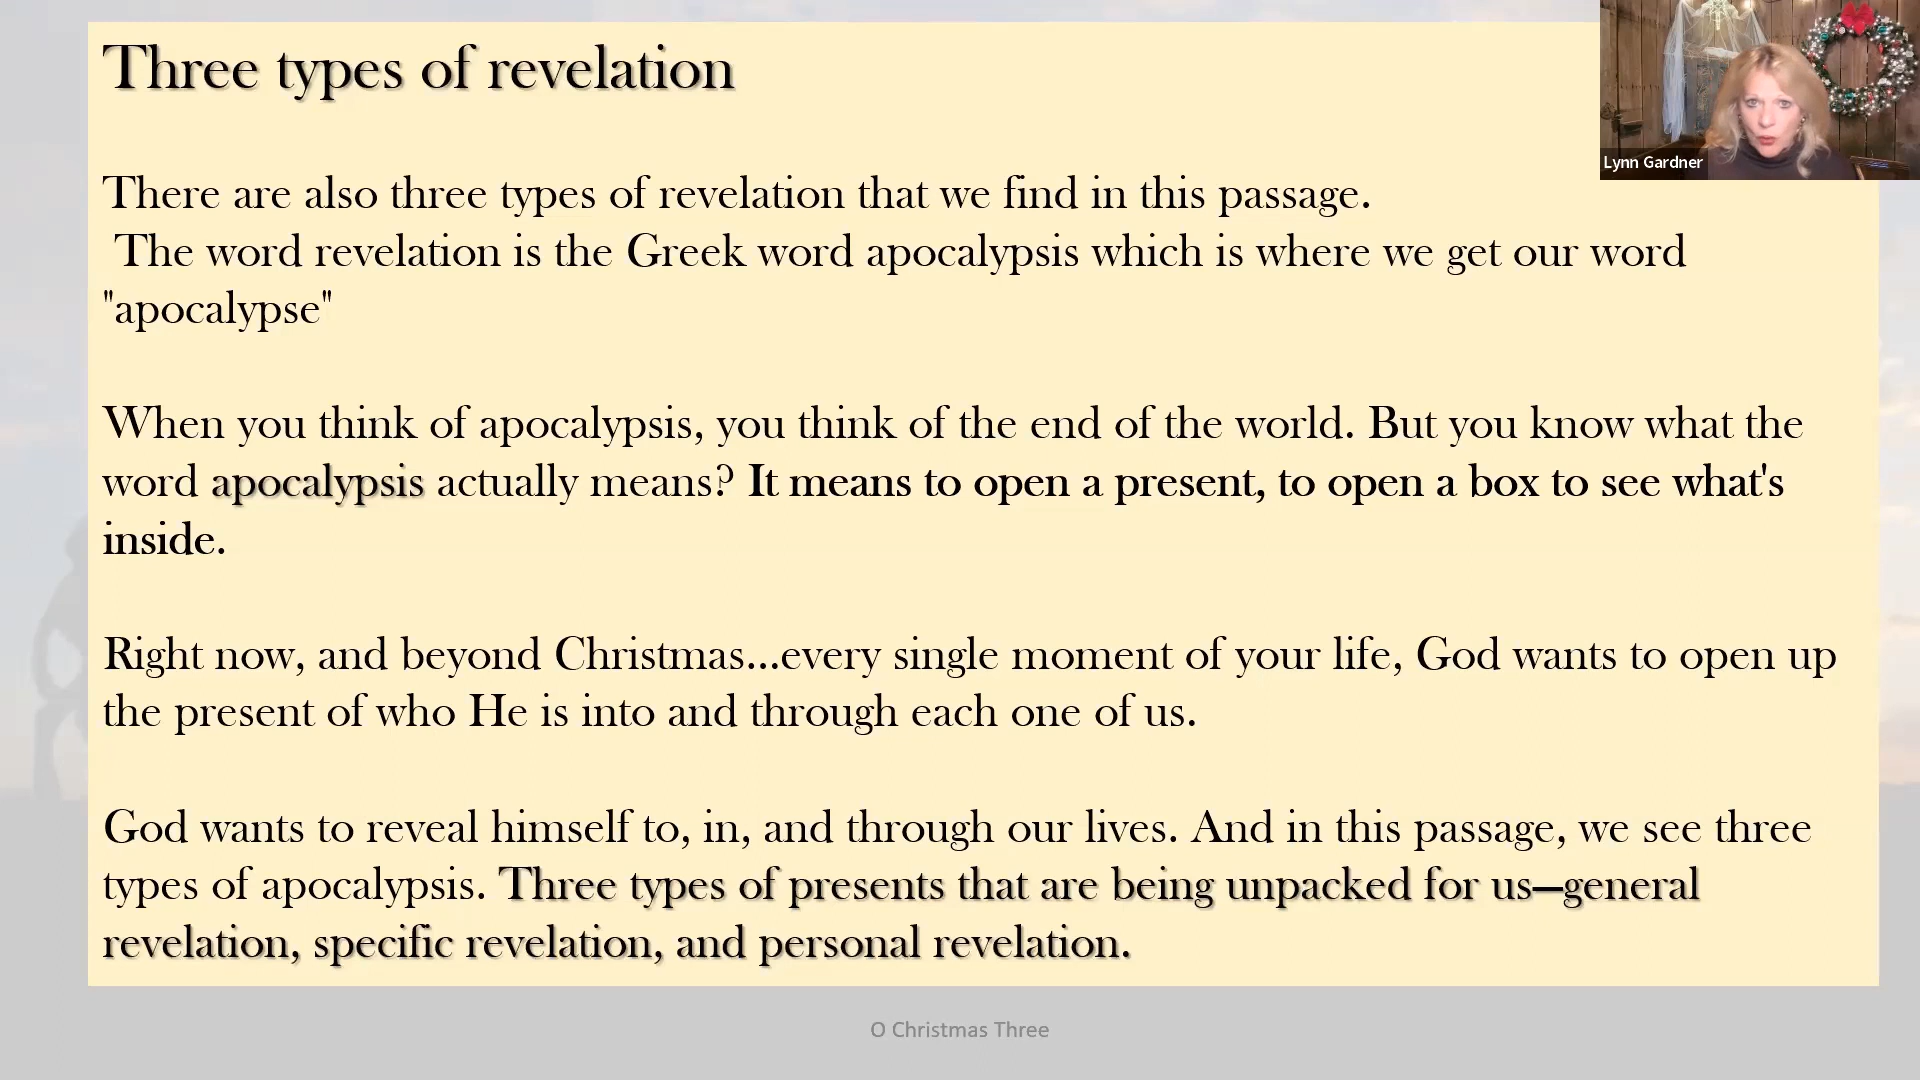 Three types of revelation
Lynn Gardner
There are also three types of revelation that we find in this passage.
The word revelation is the Greek word apocalypsis which is where we get our word
"apocalypse"
When you think of apocalypsis, you think of the end of the world. But you know what the
word apocalypsis actually means? It means to open a present, to open a box to see what's
inside.
Right now, and beyond Christmas...every single moment of your life, God wants to open up
the present of who He is into and through each one of us.
God wants to reveal himself to, in, and through our lives. And in this passage, we see three
types of apocalypsis. Three types of presents that are being unpacked for us—general
revelation, specific revelation, and personal revelation.
O Christmas Three